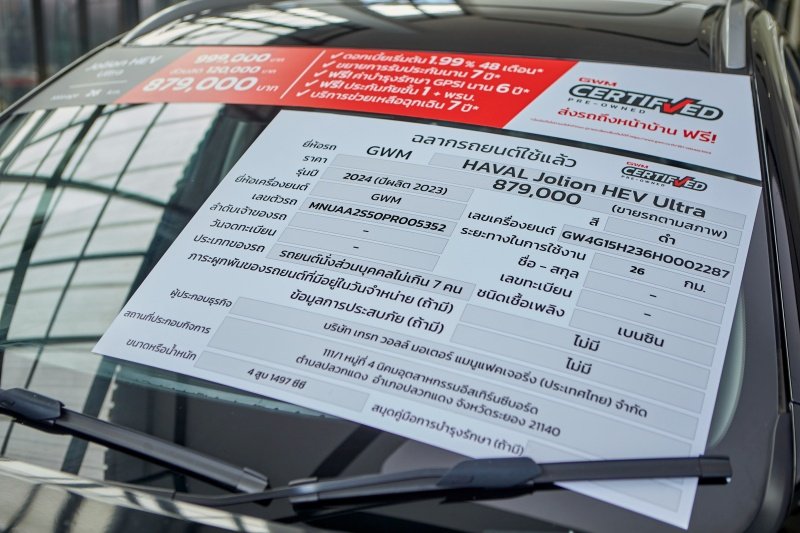 Jolion HEV
Ultra
999,000 บาท
120,000 บาท
879,000 บาท
✓ ดอกเบี้ยเริ่มต้น 1.99% 48 เดือน*
✓ ขยายการรับประกันนาน 7 ปี*
✓ ฟรี! ค่าบำรุงรักษา GPSI นาน 6 ปี*
✓ ฟรี! ประกันภัยชั้น 1 + พรบ.
✓ บริการช่วยเหลือฉุกเฉิน 7 ปี*
GWM
CERTIFIED
PRE-OWNED
ส่งรถถึงหน้าบ้าน ฟรี!
ฉลากรถยนต์ใช้แล้ว
GWM
CERTIFIED
PRE-OWNED
ยี่ห้อรถ GWM HAVAL Jolion HEV Ultra
ราคา 879,000 (ขายรถตามสภาพ)
รุ่นปี 2024 (ปีผลิต 2023) สี ดำ
ยี่ห้อเครื่องยนต์ GWM เลขเครื่องยนต์ GW4G15H236H0002287
เลขตัวรถ MNUAA2S50PR005352 ระยะทางในการใช้งาน 26 กม.
ลำดับเจ้าของรถ - ชื่อ - สกุล -
วันจดทะเบียน - เลขทะเบียน -
ประเภทของรถ รถยนต์นั่งส่วนบุคคลไม่เกิน 7 คน ชนิดเชื้อเพลิง เบนซิน
ภาระผูกพันของรถยนต์ที่มีอยู่ในวันจำหน่าย (ถ้ามี) ไม่มี
ข้อมูลการประสบภัย (ถ้ามี) ไม่มี
ผู้ประกอบธุรกิจ บริษัท เกรท วอลล์ มอเตอร์ แมนูแฟคเจอริ่ง (ประเทศไทย) จำกัด
สถานที่ประกอบกิจการ 111/1 หมู่ที่ 4 นิคมอุตสาหกรรมอีสเทิร์นซีบอร์ด
ตำบลปลวกแดง อำเภอปลวกแดง จังหวัดระยอง 21140
ขนาดหรือน้ำหนัก 4 สูบ 1497 ซีซี สมุดคู่มือการบำรุงรักษา (ถ้ามี)